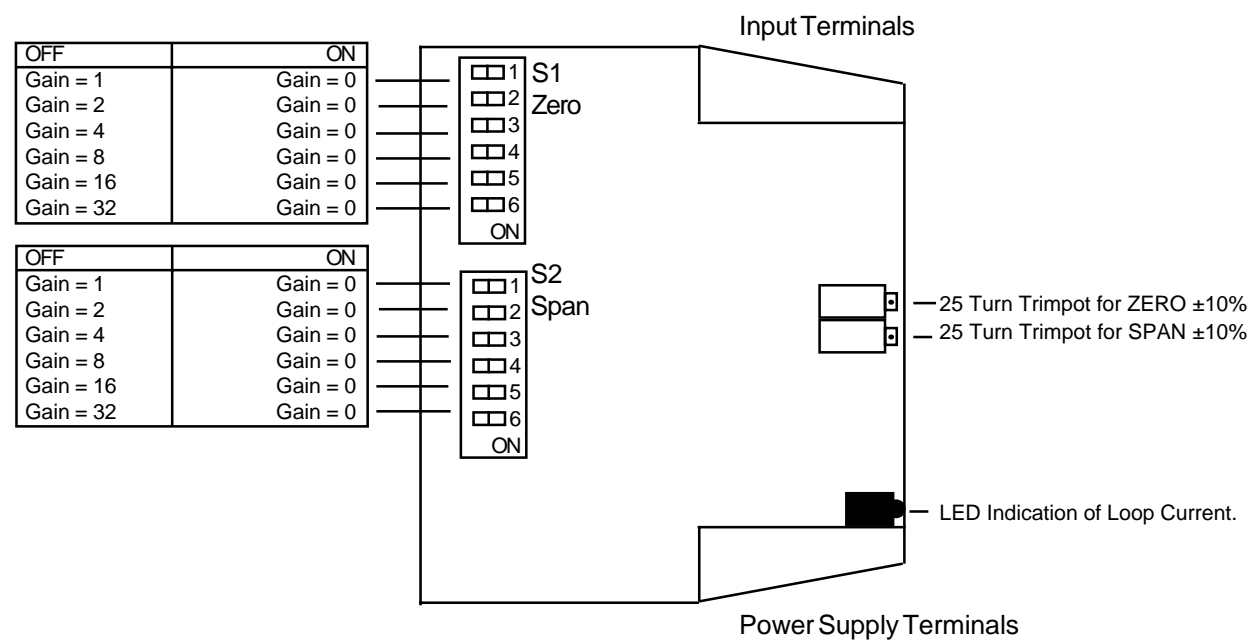 Input Terminals
OFF ON
Gain = 1 Gain = 0
Gain = 2 Gain = 0
Gain = 4 Gain = 0
Gain = 8 Gain = 0
Gain = 16 Gain = 0
Gain = 32 Gain = 0
1
2
3
4
5
6
ON
S1
Zero
OFF ON
Gain = 1 Gain = 0
Gain = 2 Gain = 0
Gain = 4 Gain = 0
Gain = 8 Gain = 0
Gain = 16 Gain = 0
Gain = 32 Gain = 0
1
2
3
4
5
6
ON
S2
Span
25 Turn Trimpot for ZERO ±10%
25 Turn Trimpot for SPAN ±10%
LED Indication of Loop Current.
Power Supply Terminals